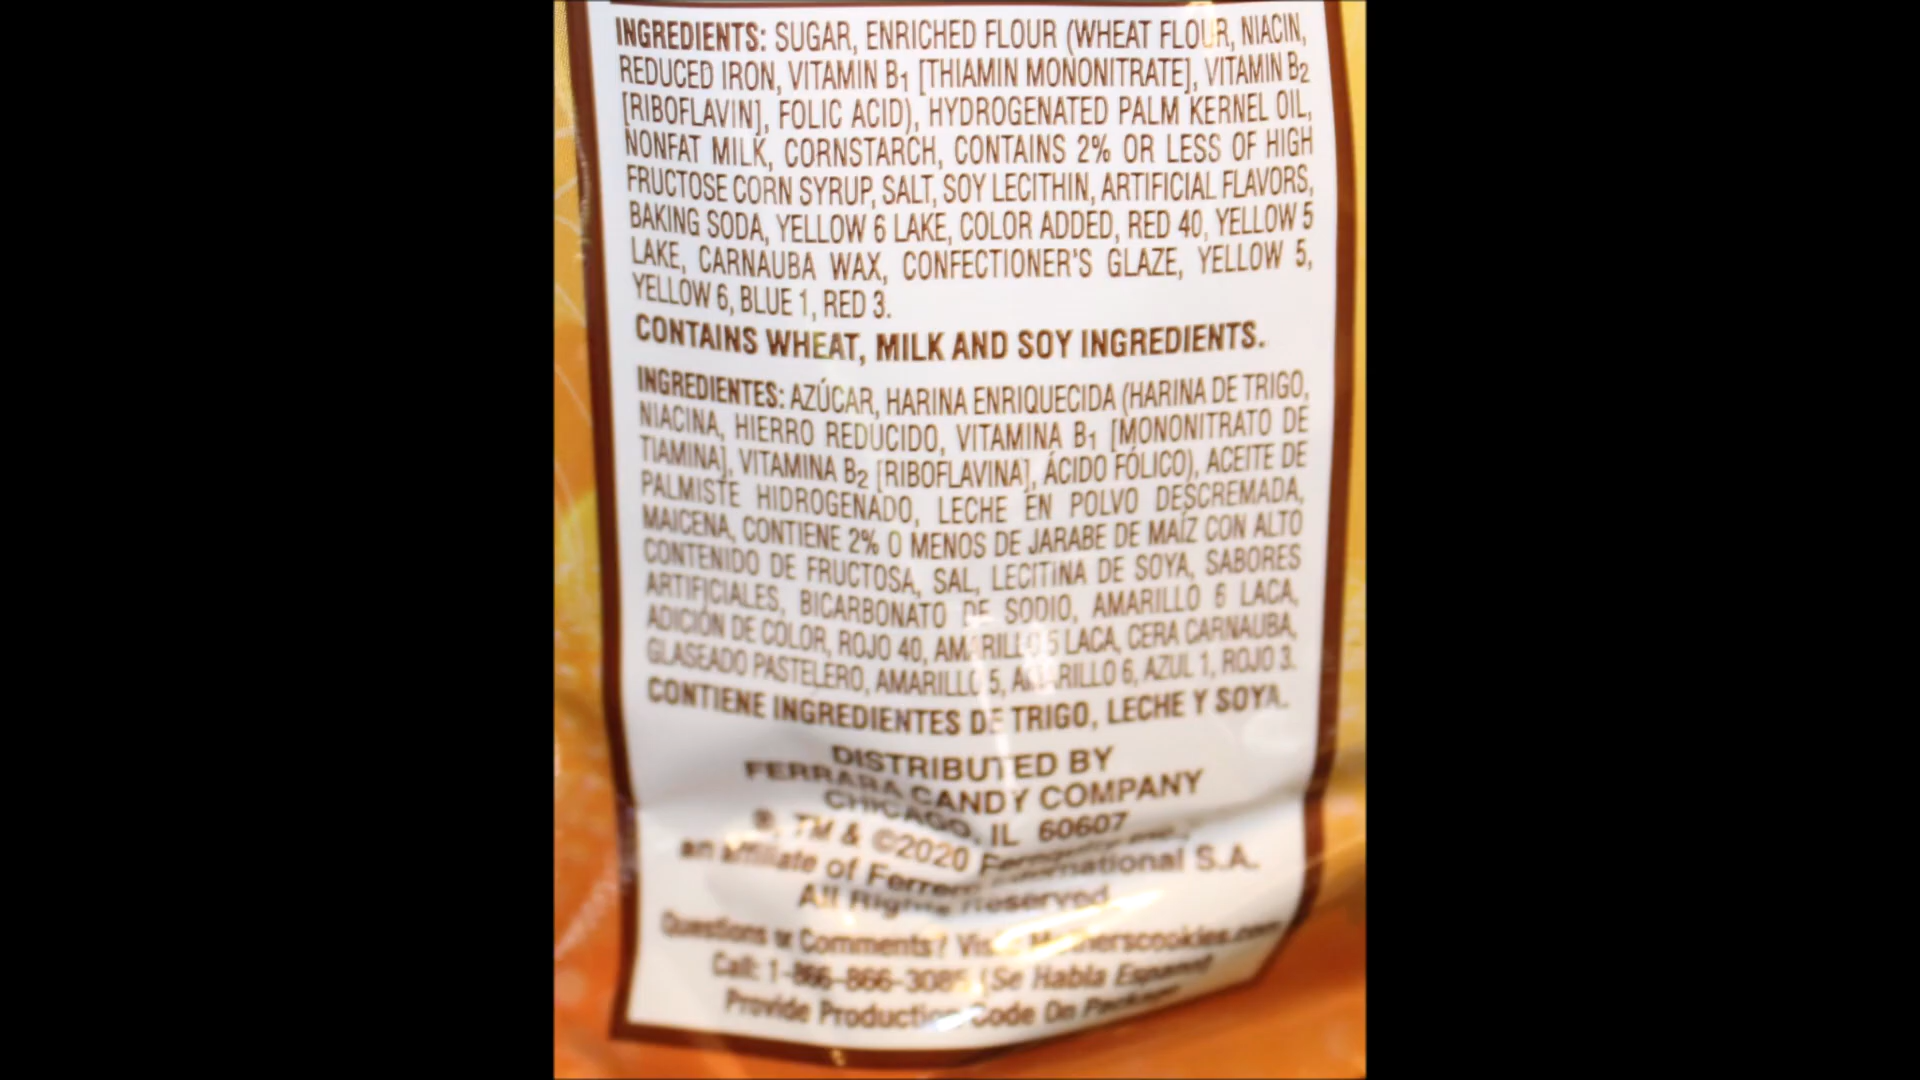 INGREDIENTS: SUGAR, ENRICHED FLOUR (WHEAT FLOUR, NIACIN,
REDUCED IRON, VITAMIN B1 [THIAMIN MONONITRATE], VITAMIN B2
[RIBOFLAVIN], FOLIC ACID), HYDROGENATED PALM KERNEL OIL,
NONFAT MILK, CORNSTARCH, CONTAINS 2% OR LESS OF HIGH
FRUCTOSE CORN SYRUP, SALT, SOY LECITHIN, ARTIFICIAL FLAVORS,
BAKING SODA, YELLOW 6 LAKE, COLOR ADDED, RED 40, YELLOW 5
LAKE, CARNAUBA WAX, CONFECTIONER'S GLAZE, YELLOW 5,
YELLOW 6, BLUE 1, RED 3.
CONTAINS WHEAT, MILK AND SOY INGREDIENTS.
INGREDIENTES: AZÚCAR, HARINA ENRIQUECIDA (HARINA DE TRIGO,
NIACINA, HIERRO REDUCIDO, VITAMINA B1 [MONONITRATO DE
TIAMINA], VITAMINA B2 [RIBOFLAVINA], ÁCIDO FÓLICO), ACEITE DE
PALMISTE HIDROGENADO, LECHE EN POLVO DESCREMADA,
MAICENA, CONTIENE 2% O MENOS DE JARABE DE MAÍZ CON ALTO
CONTENIDO DE FRUCTOSA, SAL, LECITINA DE SOYA, SABORES
ARTIFICIALES, BICARBONATO DE SODIO, AMARILLO 6 LACA,
ADICIÓN DE COLOR, ROJO 40, AMARILLO 5 LACA, CERA CARNAUBA,
GLASEADO PASTELERO, AMARILLO 5, AMARILLO 6, AZUL 1, ROJO 3.
CONTIENE INGREDIENTES DE TRIGO, LECHE Y SOYA.
DISTRIBUTED BY
FERRARA CANDY COMPANY
CHICAGO, IL 60607
®, TM & ©2020
an affiliate of International S.A.
All Rights Reserved
Questions or Comments? Visit Motherscookies.com
Call: 1-866-866-3085 (Se Habla Espanol)
Provide Production Code On Package